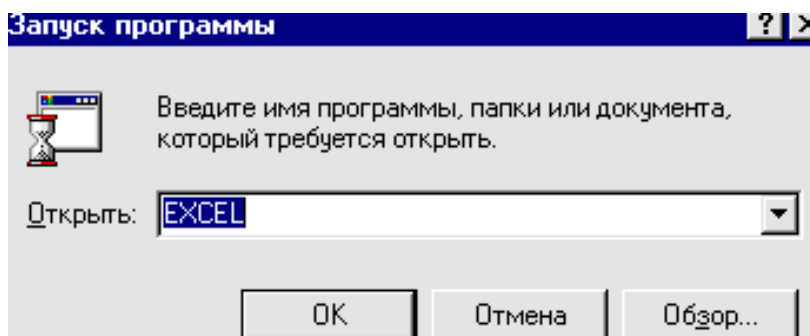 Запуск программы
Введите имя программы, папки или документа,
который требуется открыть.
Открыть: EXCEL
OK Отмена Обзор...